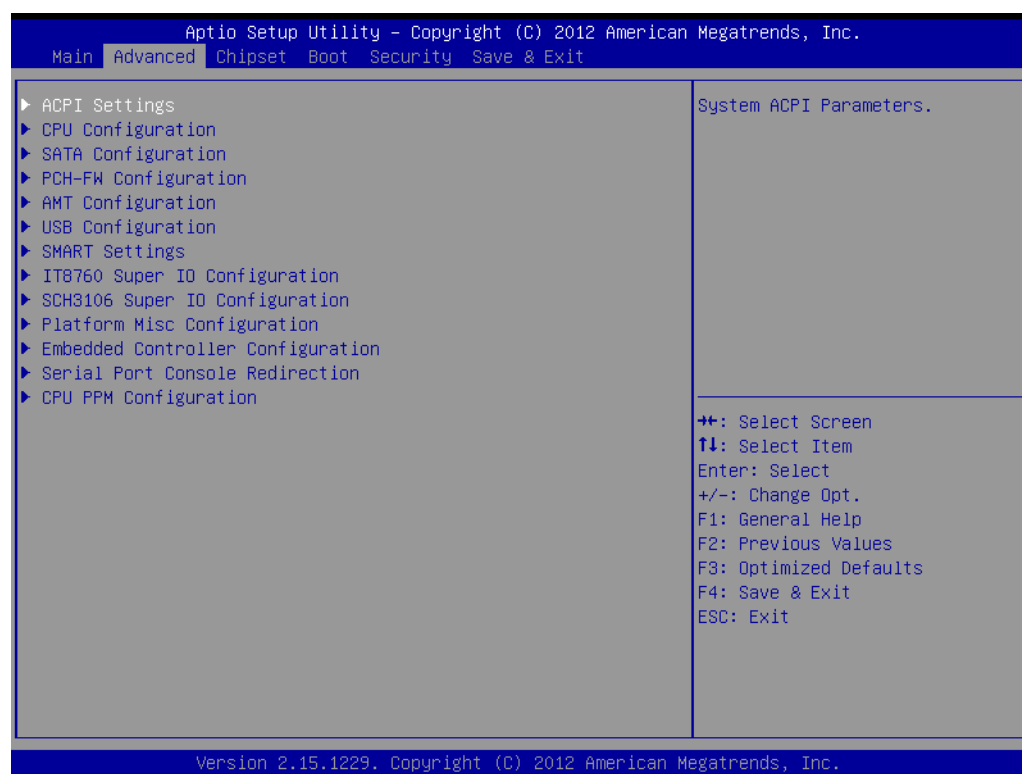 Aptio Setup Utility – Copyright (C) 2012 American Megatrends, Inc.
Main Advanced Chipset Boot Security Save & Exit
ACPI Settings
CPU Configuration
SATA Configuration
PCH-FW Configuration
AMT Configuration
USB Configuration
SMART Settings
IT8760 Super IO Configuration
SCH3106 Super IO Configuration
Platform Misc Configuration
Embedded Controller Configuration
Serial Port Console Redirection
CPU PPM Configuration
System ACPI Parameters.
→←: Select Screen
↑↓: Select Item
Enter: Select
+/-: Change Opt.
F1: General Help
F2: Previous Values
F3: Optimized Defaults
F4: Save & Exit
ESC: Exit
Version 2.15.1229. Copyright (C) 2012 American Megatrends, Inc.